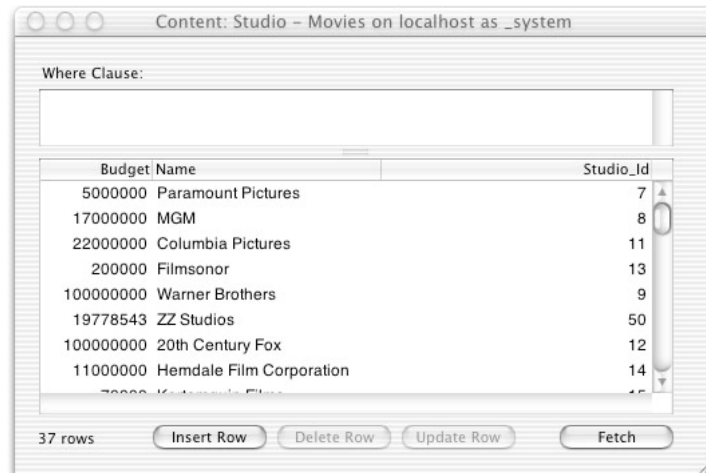 Content: Studio – Movies on localhost as _system
Where Clause:
Budget Name Studio_Id
5000000 Paramount Pictures 7
17000000 MGM 8
22000000 Columbia Pictures 11
200000 Filmsonor 13
100000000 Warner Brothers 9
19778543 ZZ Studios 50
100000000 20th Century Fox 12
11000000 Hemdale Film Corporation 14
37 rows Insert Row Delete Row Update Row Fetch